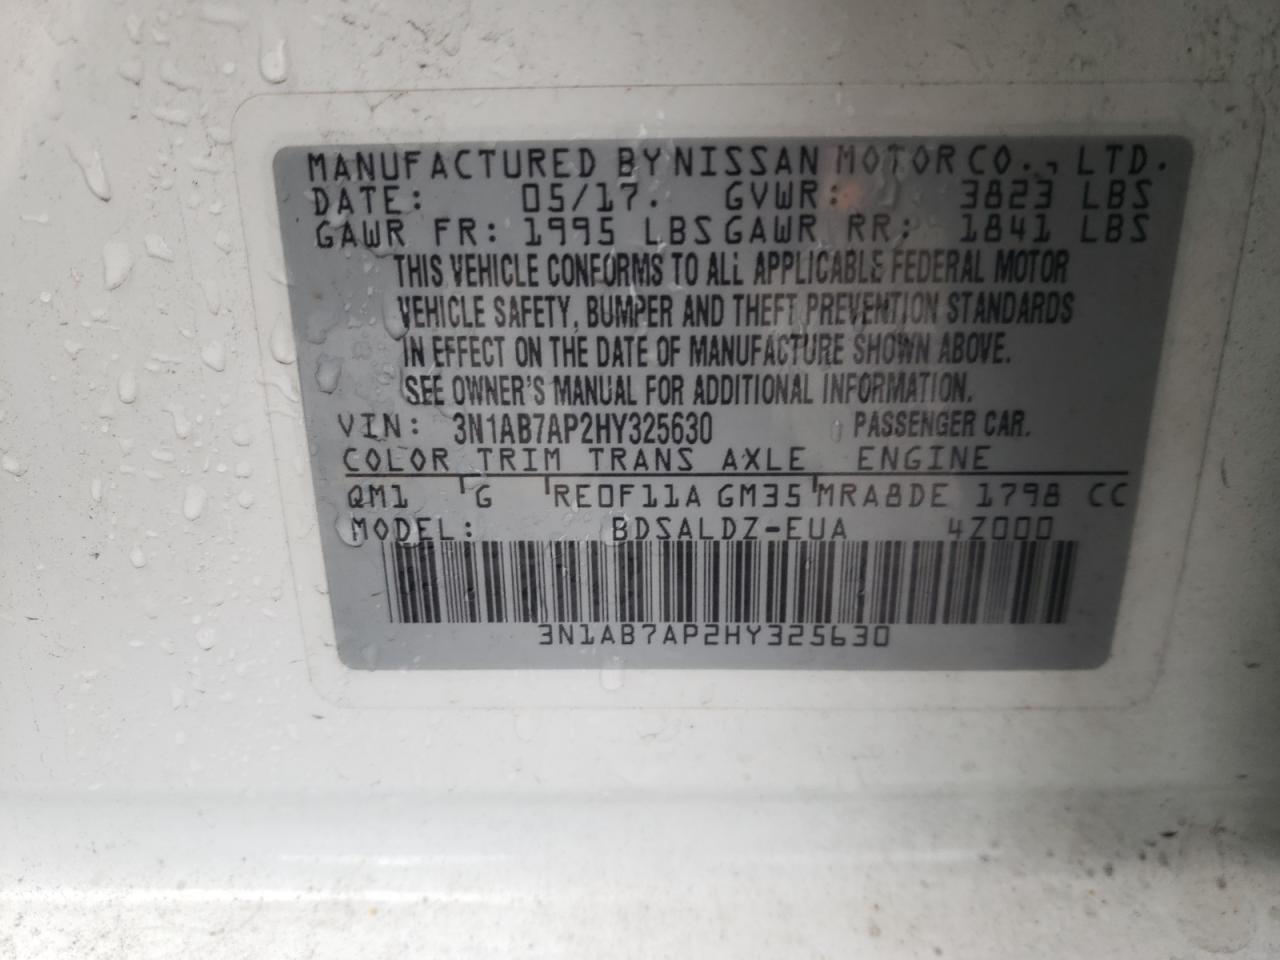 MANUFACTURED BY NISSAN MOTOR CO., LTD.
DATE: 05/17. GVWR: 3823 LBS
GAWR FR: 1995 LBS GAWR RR: 1841 LBS
THIS VEHICLE CONFORMS TO ALL APPLICABLE FEDERAL MOTOR
VEHICLE SAFETY, BUMPER AND THEFT PREVENTION STANDARDS
IN EFFECT ON THE DATE OF MANUFACTURE SHOWN ABOVE.
SEE OWNER'S MANUAL FOR ADDITIONAL INFORMATION.
VIN: 3N1AB7AP2HY325630 PASSENGER CAR.
COLOR TRIM TRANS AXLE ENGINE
QM1 G RE0F11A GM35 MRA8DE 1798 CC
MODEL: BDSALDZ-EUA 4Z000
3N1AB7AP2HY325630